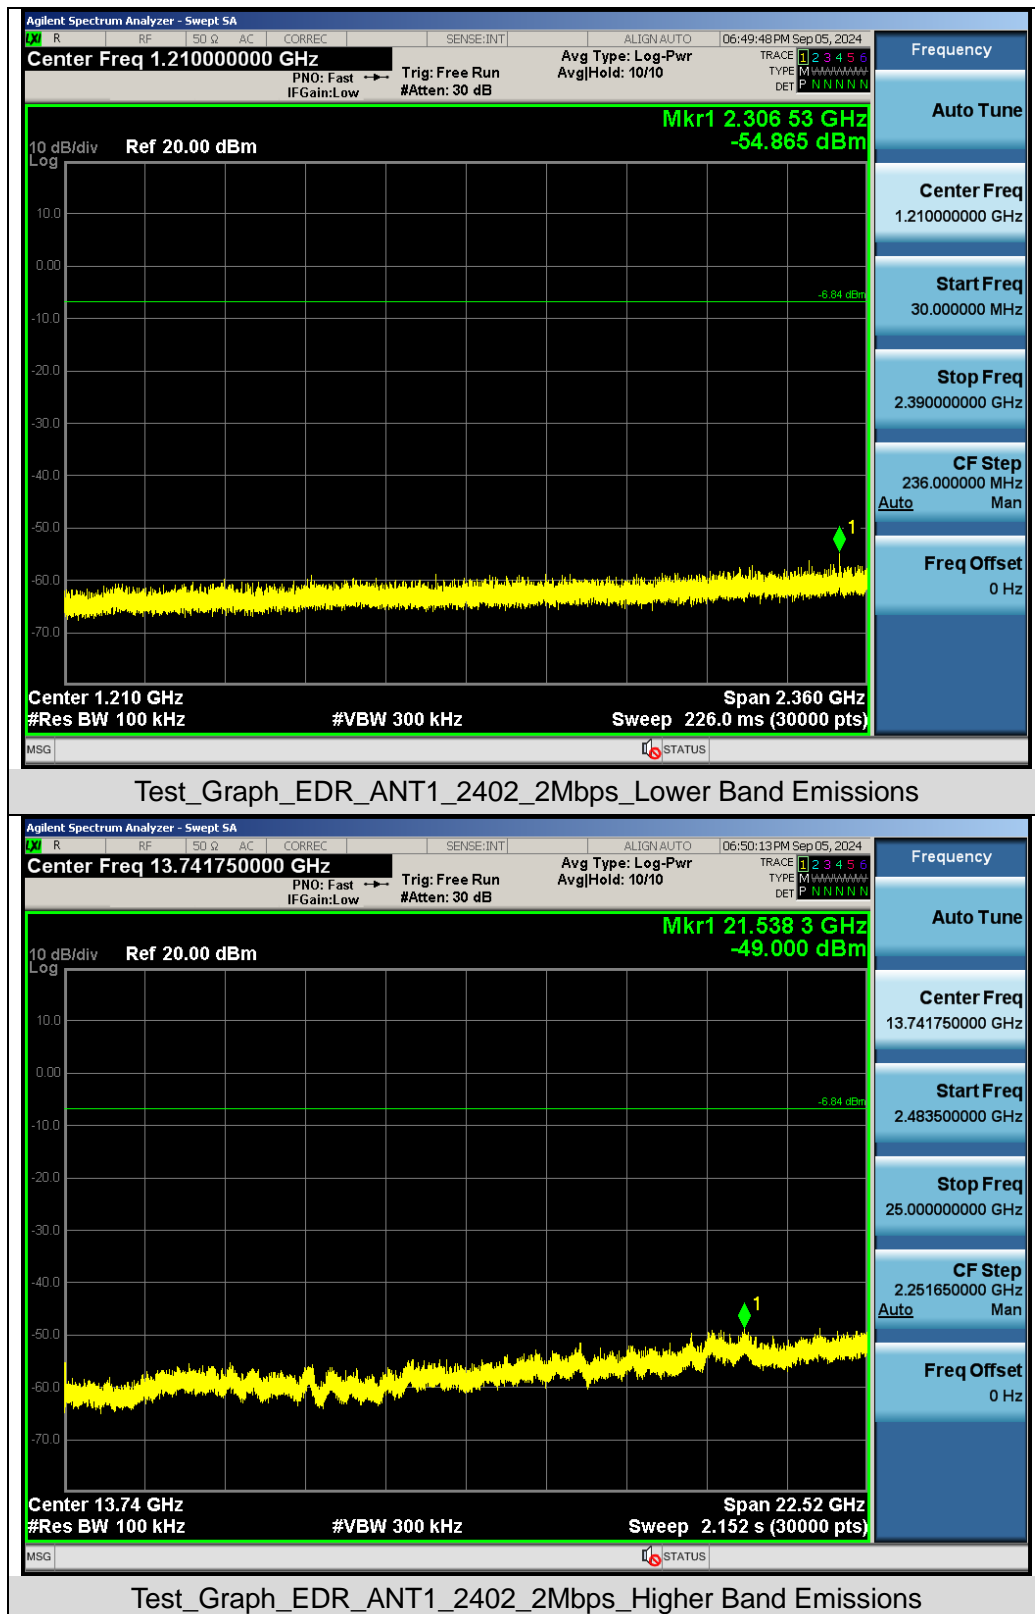 Agilent Spectrum Analyzer - Swept SA
LXI R RF 50 Ω AC CORREC SENSE:INT ALIGN AUTO 06:49:48 PM Sep 05, 2024
Center Freq 1.210000000 GHz
PNO: Fast
IFGain:Low
Trig: Free Run
#Atten: 30 dB
Avg Type: Log-Pwr
Avg|Hold: 10/10
TRACE 1 2 3 4 5 6
TYPE M WWWWW
DET P N N N N N
Mkr1 2.306 53 GHz
-54.865 dBm
10 dB/div Ref 20.00 dBm
Log
10.0
0.00
-6.84 dBm
-10.0
-20.0
-30.0
-40.0
-50.0
1
-60.0
-70.0
Center 1.210 GHz Span 2.360 GHz
#Res BW 100 kHz #VBW 300 kHz Sweep 226.0 ms (30000 pts)
MSG STATUS
Frequency
Auto Tune
Center Freq
1.210000000 GHz
Start Freq
30.000000 MHz
Stop Freq
2.390000000 GHz
CF Step
236.000000 MHz
Auto Man
Freq Offset
0 Hz
Test_Graph_EDR_ANT1_2402_2Mbps_Lower Band Emissions
Agilent Spectrum Analyzer - Swept SA
LXI R RF 50 Ω AC CORREC SENSE:INT ALIGN AUTO 06:50:13 PM Sep 05, 2024
Center Freq 13.741750000 GHz
PNO: Fast
IFGain:Low
Trig: Free Run
#Atten: 30 dB
Avg Type: Log-Pwr
Avg|Hold: 10/10
TRACE 1 2 3 4 5 6
TYPE M WWWWW
DET P N N N N N
Mkr1 21.538 3 GHz
-49.000 dBm
10 dB/div Ref 20.00 dBm
Log
10.0
0.00
-6.84 dBm
-10.0
-20.0
-30.0
-40.0
1
-50.0
-60.0
-70.0
Center 13.74 GHz Span 22.52 GHz
#Res BW 100 kHz #VBW 300 kHz Sweep 2.152 s (30000 pts)
MSG STATUS
Frequency
Auto Tune
Center Freq
13.741750000 GHz
Start Freq
2.483500000 GHz
Stop Freq
25.000000000 GHz
CF Step
2.251650000 GHz
Auto Man
Freq Offset
0 Hz
Test_Graph_EDR_ANT1_2402_2Mbps_Higher Band Emissions